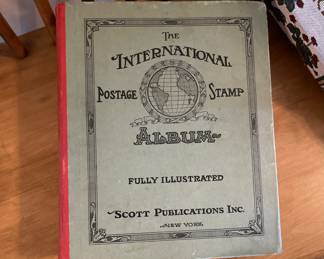 The
International
Postage Stamp
Album
Fully Illustrated
Scott Publications Inc.
New York